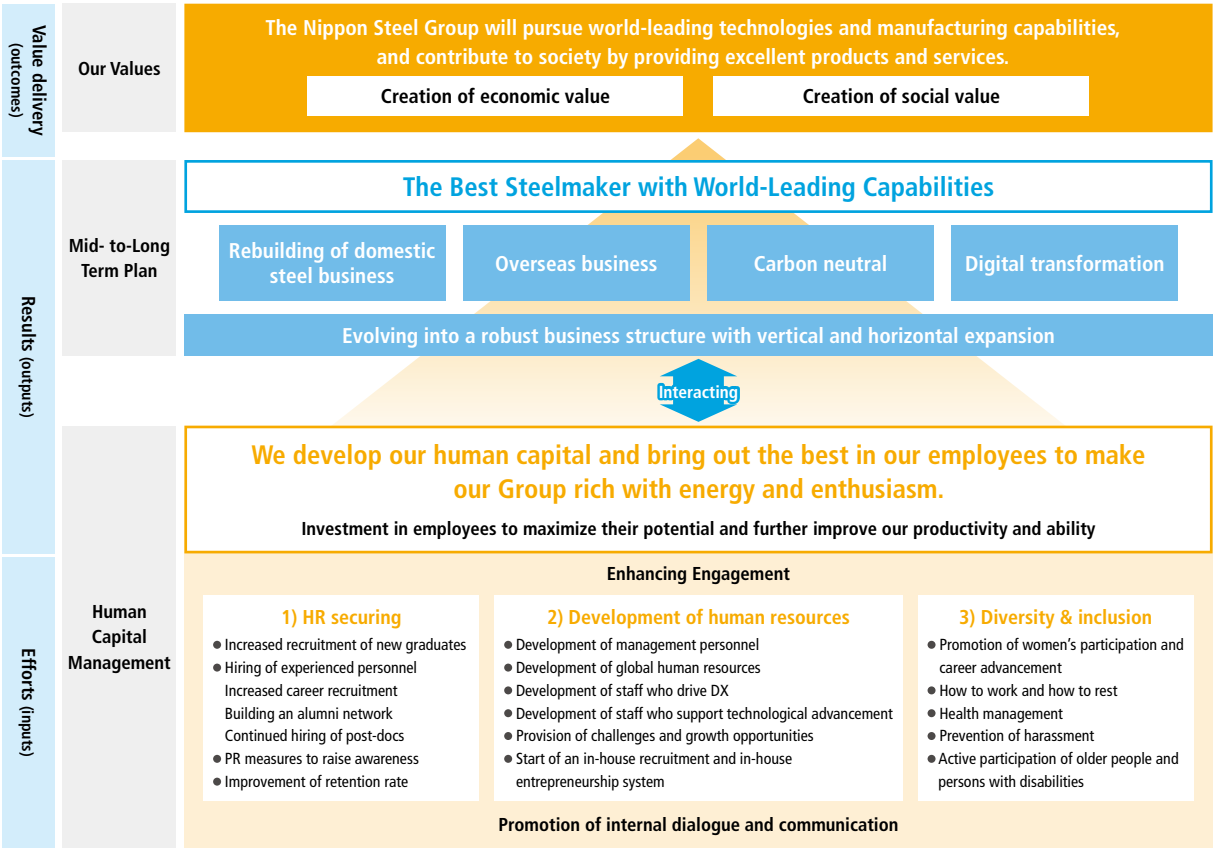 Value delivery
(outcomes)
Our Values
The Nippon Steel Group will pursue world-leading technologies and manufacturing capabilities,
and contribute to society by providing excellent products and services.
Creation of economic value
Creation of social value
Results (outputs)
Mid- to-Long
Term Plan
The Best Steelmaker with World-Leading Capabilities
Rebuilding of domestic
steel business
Overseas business
Carbon neutral
Digital transformation
Evolving into a robust business structure with vertical and horizontal expansion
Interacting
Efforts (inputs)
Human
Capital
Management
We develop our human capital and bring out the best in our employees to make
our Group rich with energy and enthusiasm.
Investment in employees to maximize their potential and further improve our productivity and ability
Enhancing Engagement
1) HR securing
● Increased recruitment of new graduates
● Hiring of experienced personnel
Increased career recruitment
Building an alumni network
Continued hiring of post-docs
● PR measures to raise awareness
● Improvement of retention rate
2) Development of human resources
● Development of management personnel
● Development of global human resources
● Development of staff who drive DX
● Development of staff who support technological advancement
● Provision of challenges and growth opportunities
● Start of an in-house recruitment and in-house
entrepreneurship system
3) Diversity & inclusion
● Promotion of women's participation and
career advancement
● How to work and how to rest
● Health management
● Prevention of harassment
● Active participation of older people and
persons with disabilities
Promotion of internal dialogue and communication